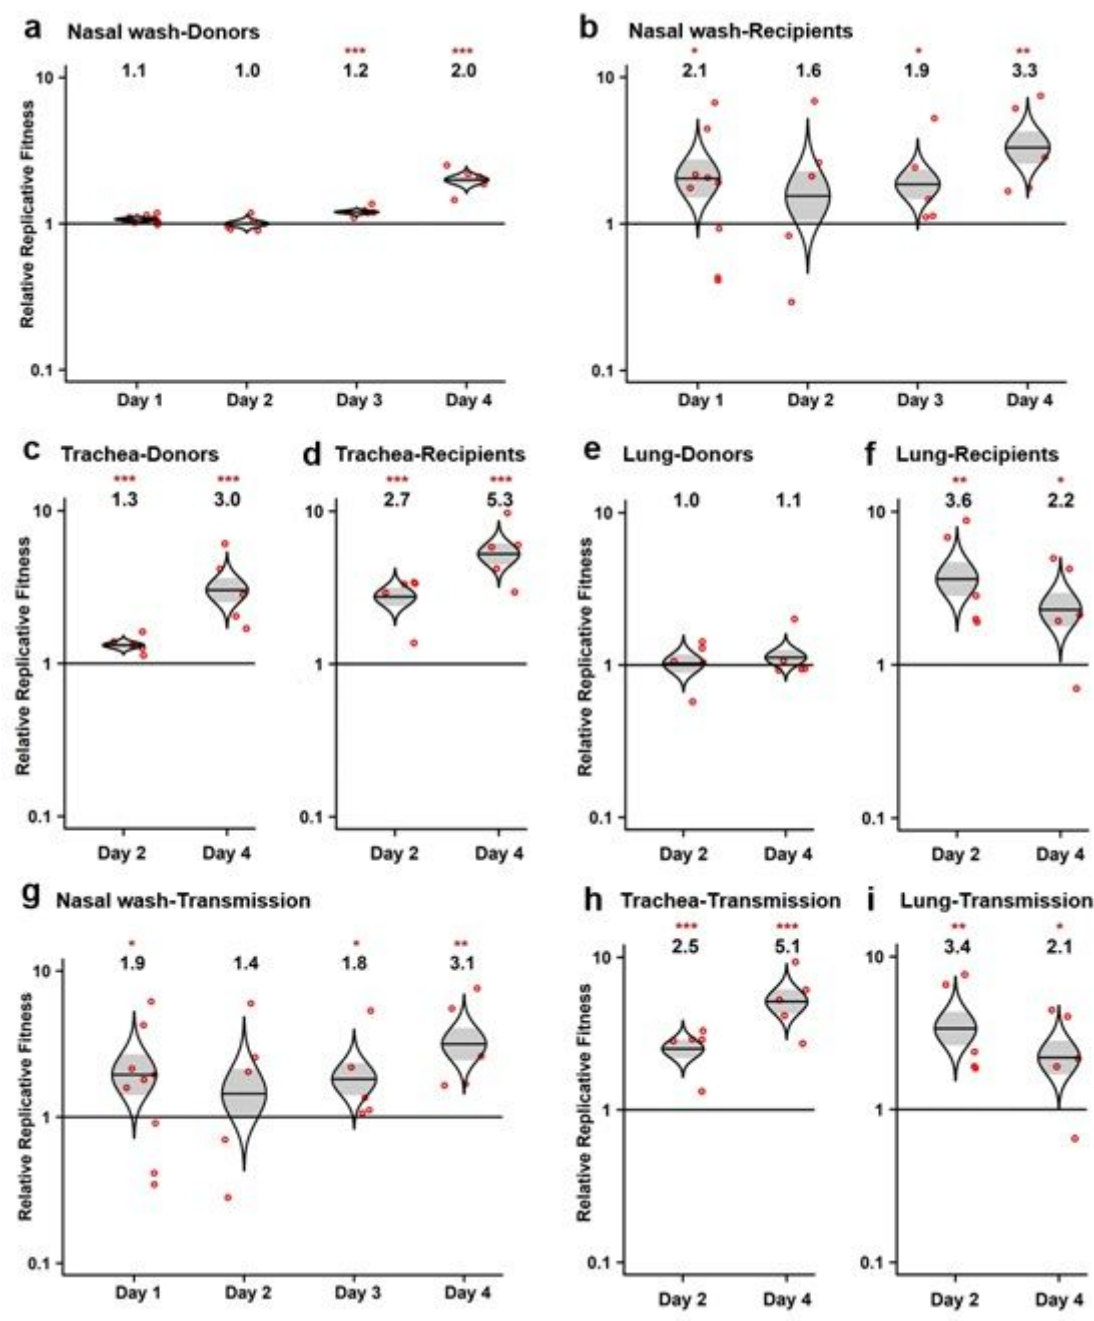 a Nasal wash-Donors
*** ***
1.1 1.0 1.2 2.0
10
1
0.1
Relative Replicative Fitness
Day 1 Day 2 Day 3 Day 4
b Nasal wash-Recipients
* * **
2.1 1.6 1.9 3.3
10
1
0.1
Day 1 Day 2 Day 3 Day 4
c Trachea-Donors
*** ***
1.3 3.0
10
1
0.1
Relative Replicative Fitness
Day 2 Day 4
d Trachea-Recipients
*** ***
2.7 5.3
10
1
0.1
Day 2 Day 4
e Lung-Donors
1.0 1.1
10
1
0.1
Relative Replicative Fitness
Day 2 Day 4
f Lung-Recipients
** *
3.6 2.2
10
1
0.1
Day 2 Day 4
g Nasal wash-Transmission
* * **
1.9 1.4 1.8 3.1
10
1
0.1
Relative Replicative Fitness
Day 1 Day 2 Day 3 Day 4
h Trachea-Transmission
*** ***
2.5 5.1
10
1
0.1
Relative Replicative Fitness
Day 2 Day 4
i Lung-Transmission
** *
3.4 2.1
10
1
0.1
Day 2 Day 4